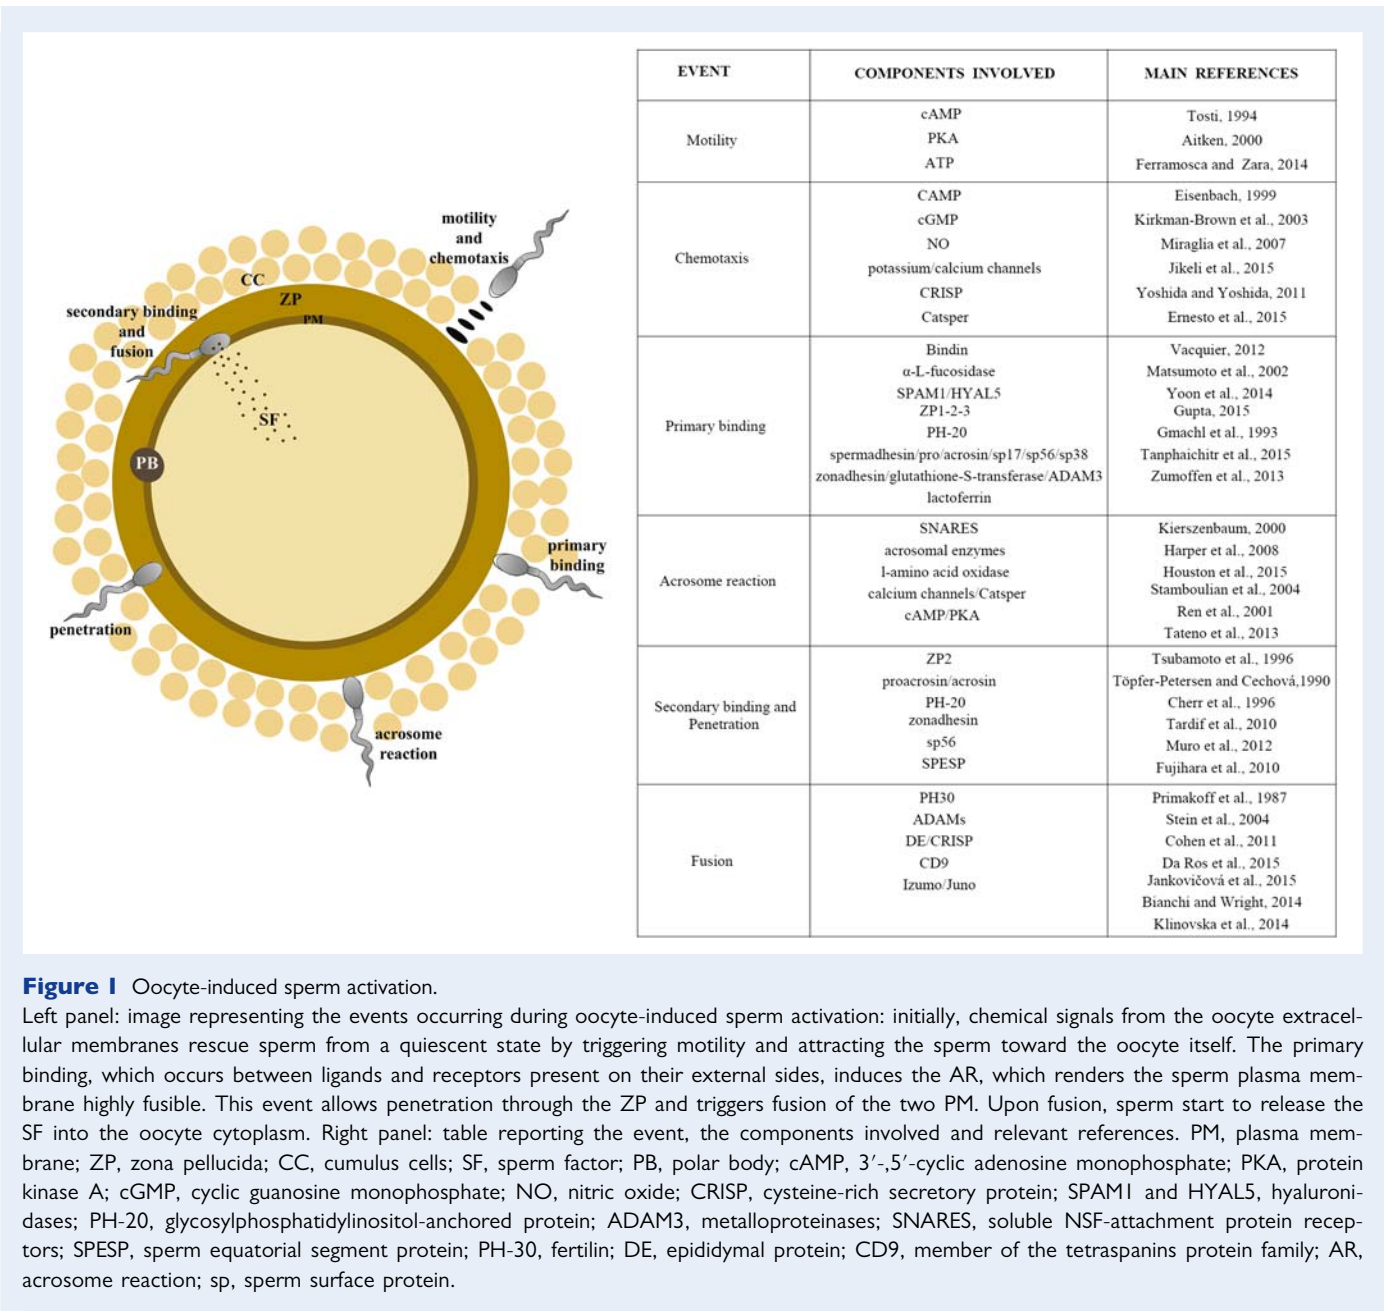 motility
and
chemotaxis
CC
ZP
PM
secondary binding
and
fusion
SF
PB
primary
binding
penetration
acrosome
reaction
EVENT COMPONENTS INVOLVED MAIN REFERENCES
Motility
cAMP
PKA
ATP
Tosti, 1994
Aitken, 2000
Ferramosca and Zara, 2014
Chemotaxis
CAMP
cGMP
NO
potassium/calcium channels
CRISP
Catsper
Eisenbach, 1999
Kirkman-Brown et al., 2003
Miraglia et al., 2007
Jikeli et al., 2015
Yoshida and Yoshida, 2011
Ernesto et al., 2015
Primary binding
Bindin
α-L-fucosidase
SPAM1/HYAL5
ZP1-2-3
PH-20
spermadhesin/pro/acrosin/sp17/sp56/sp38
zonadhesin/glutathione-S-transferase/ADAM3
lactoferrin
Vacquier, 2012
Matsumoto et al., 2002
Yoon et al., 2014
Gupta, 2015
Gmachl et al., 1993
Tanphaichitr et al., 2015
Zumoffen et al., 2013
Acrosome reaction
SNARES
acrosomal enzymes
l-amino acid oxidase
calcium channels/Catsper
cAMP/PKA
Kierszenbaum, 2000
Harper et al., 2008
Houston et al., 2015
Stamboulian et al., 2004
Ren et al., 2001
Tateno et al., 2013
Secondary binding and
Penetration
ZP2
proacrosin/acrosin
PH-20
zonadhesin
sp56
SPESP
Tsubamoto et al., 1996
Töpfer-Petersen and Cechová,1990
Cherr et al., 1996
Tardif et al., 2010
Muro et al., 2012
Fujihara et al., 2010
Fusion
PH30
ADAMs
DE/CRISP
CD9
Izumo/Juno
Primakoff et al., 1987
Stein et al., 2004
Cohen et al., 2011
Da Ros et al., 2015
Jankovičová et al., 2015
Bianchi and Wright, 2014
Klinovska et al., 2014
Figure 1 Oocyte-induced sperm activation.
Left panel: image representing the events occurring during oocyte-induced sperm activation: initially, chemical signals from the oocyte extracel-
lular membranes rescue sperm from a quiescent state by triggering motility and attracting the sperm toward the oocyte itself. The primary
binding, which occurs between ligands and receptors present on their external sides, induces the AR, which renders the sperm plasma mem-
brane highly fusible. This event allows penetration through the ZP and triggers fusion of the two PM. Upon fusion, sperm start to release the
SF into the oocyte cytoplasm. Right panel: table reporting the event, the components involved and relevant references. PM, plasma mem-
brane; ZP, zona pellucida; CC, cumulus cells; SF, sperm factor; PB, polar body; cAMP, 3′-,5′-cyclic adenosine monophosphate; PKA, protein
kinase A; cGMP, cyclic guanosine monophosphate; NO, nitric oxide; CRISP, cysteine-rich secretory protein; SPAM1 and HYAL5, hyaluroni-
dases; PH-20, glycosylphosphatidylinositol-anchored protein; ADAM3, metalloproteinases; SNARES, soluble NSF-attachment protein recep-
tors; SPESP, sperm equatorial segment protein; PH-30, fertilin; DE, epididymal protein; CD9, member of the tetraspanins protein family; AR,
acrosome reaction; sp, sperm surface protein.